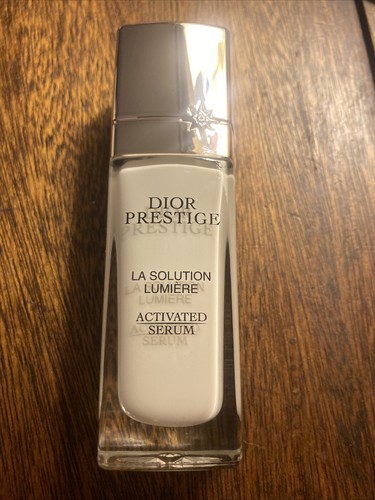 DIOR
PRESTIGE
LA SOLUTION
LUMIÈRE
ACTIVATED
SERUM